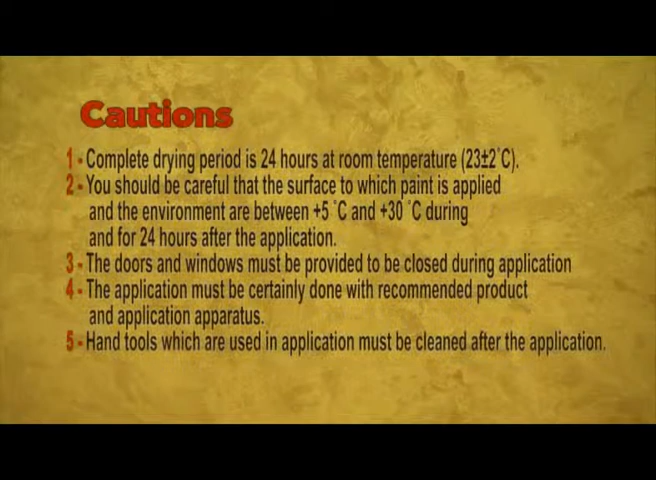 Cautions
1 - Complete drying period is 24 hours at room temperature (23±2°C).
2 - You should be careful that the surface to which paint is applied
and the environment are between +5 °C and +30 °C during
and for 24 hours after the application.
3 - The doors and windows must be provided to be closed during application
4 - The application must be certainly done with recommended product
and application apparatus.
5 - Hand tools which are used in application must be cleaned after the application.